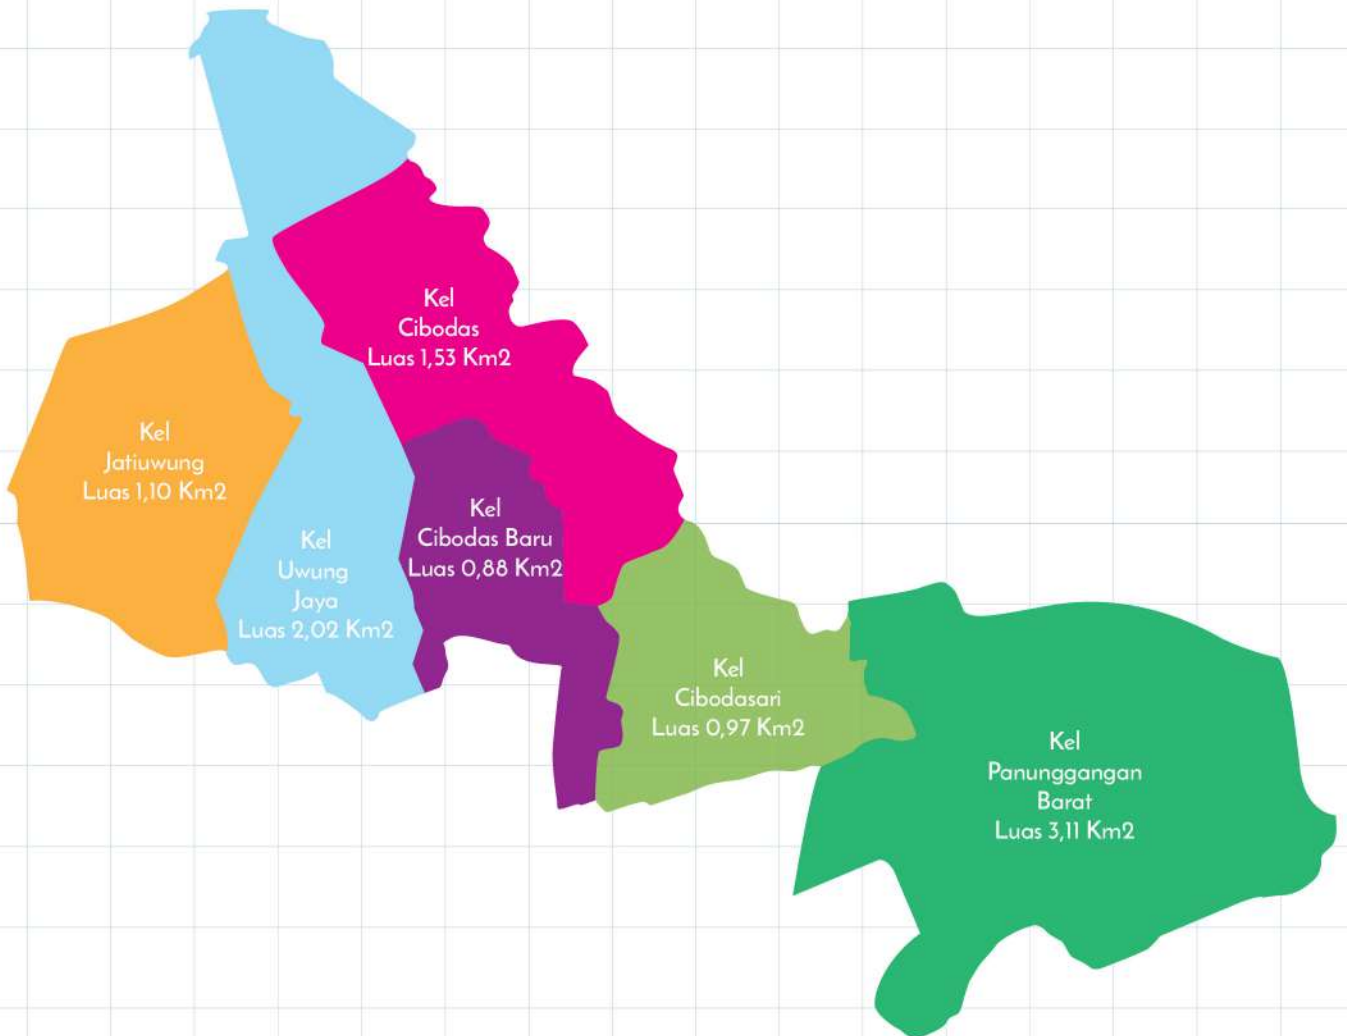 Kel
Cibodas
Luas 1,53 Km2
Kel
Jatiuwung
Luas 1,10 Km2
Kel
Uwung
Jaya
Luas 2,02 Km2
Kel
Cibodas Baru
Luas 0,88 Km2
Kel
Cibodasari
Luas 0,97 Km2
Kel
Panunggangan
Barat
Luas 3,11 Km2